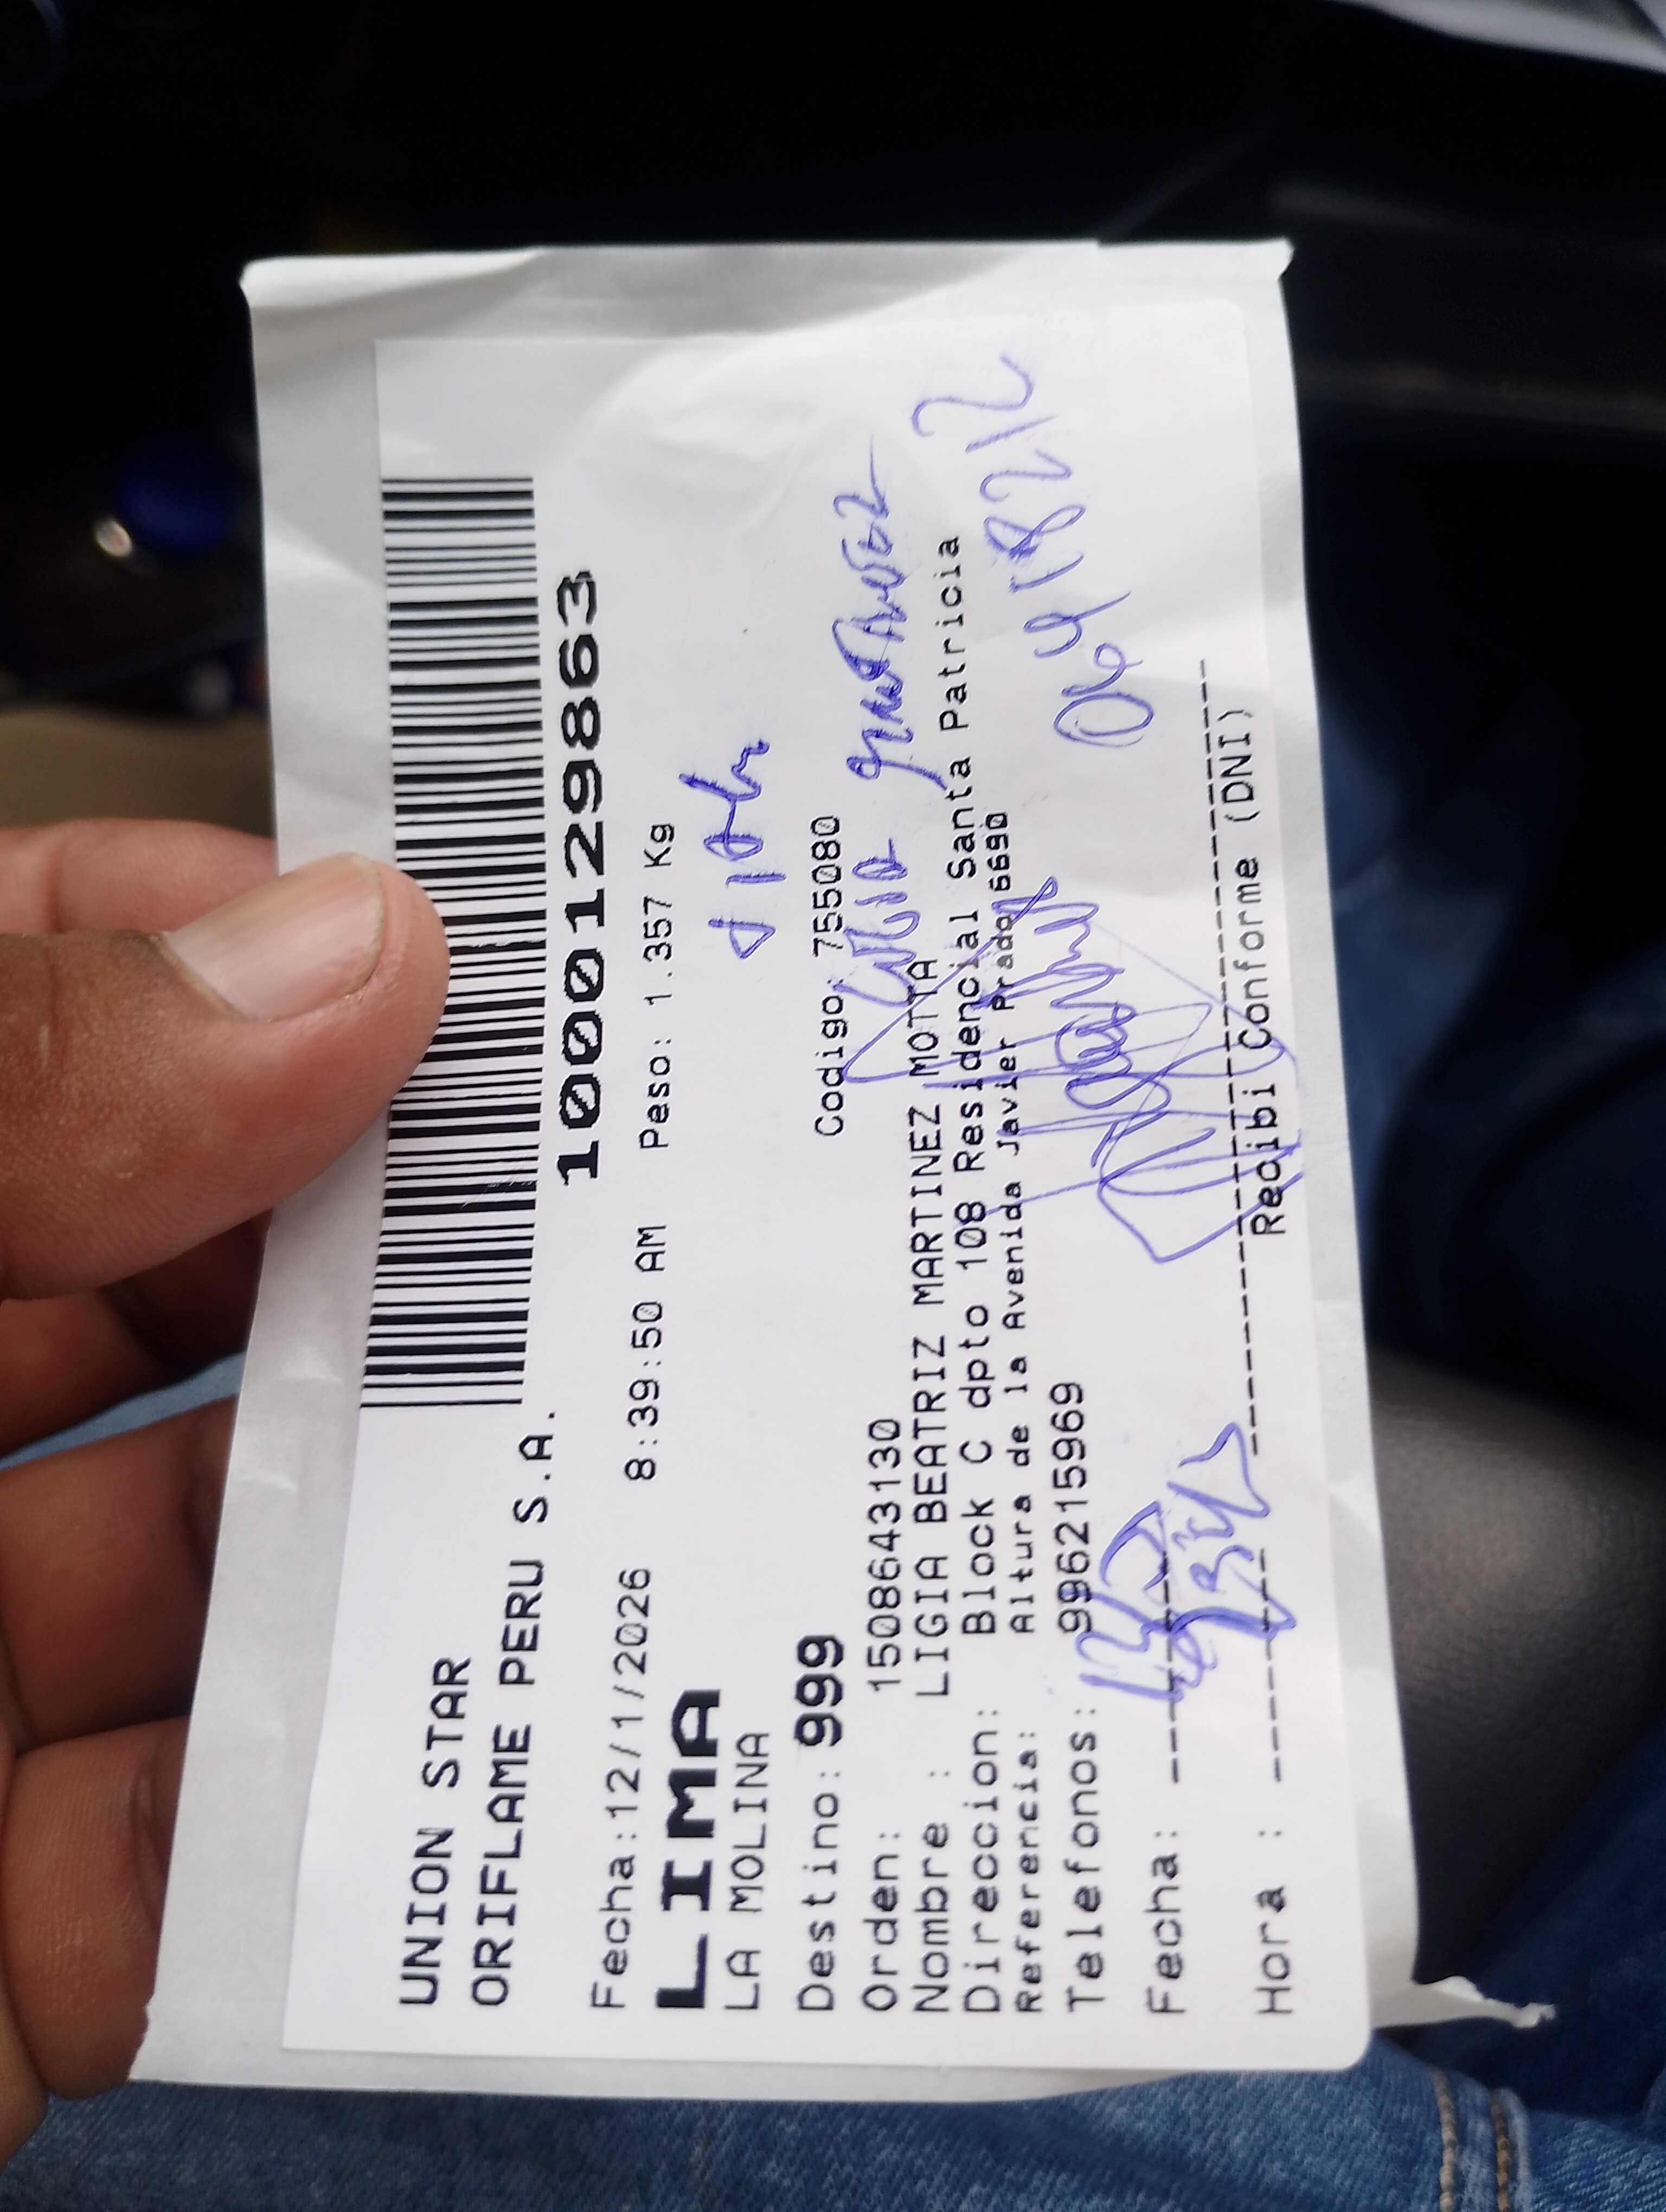 UNION STAR
ORIFLAME PERU S.A.
1000129863
Fecha:12/1/2026 8:39:50 AM Peso: 1.357 Kg
LIMA
LA MOLINA
Destino: 999 Codigo: 755080
Orden: 150864313​0
Nombre : LIGIA BEATRIZ MARTINEZ MOTTA
Direccion: Block C dpto 108 Residencial Santa Patricia
Referencia: Altura de la Avenida Javier Prado 6690
Telefonos: 996215969
Fecha:
Hora :
Recibi Conforme (DNI)